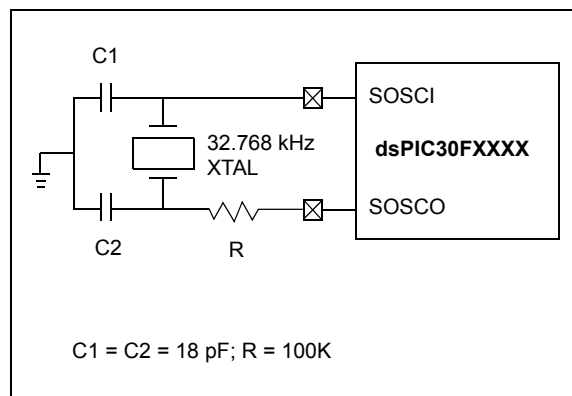 C1
SOSCI
32.768 kHz
XTAL
dsPIC30FXXXX
SOSCO
C2
R
C1 = C2 = 18 pF; R = 100K